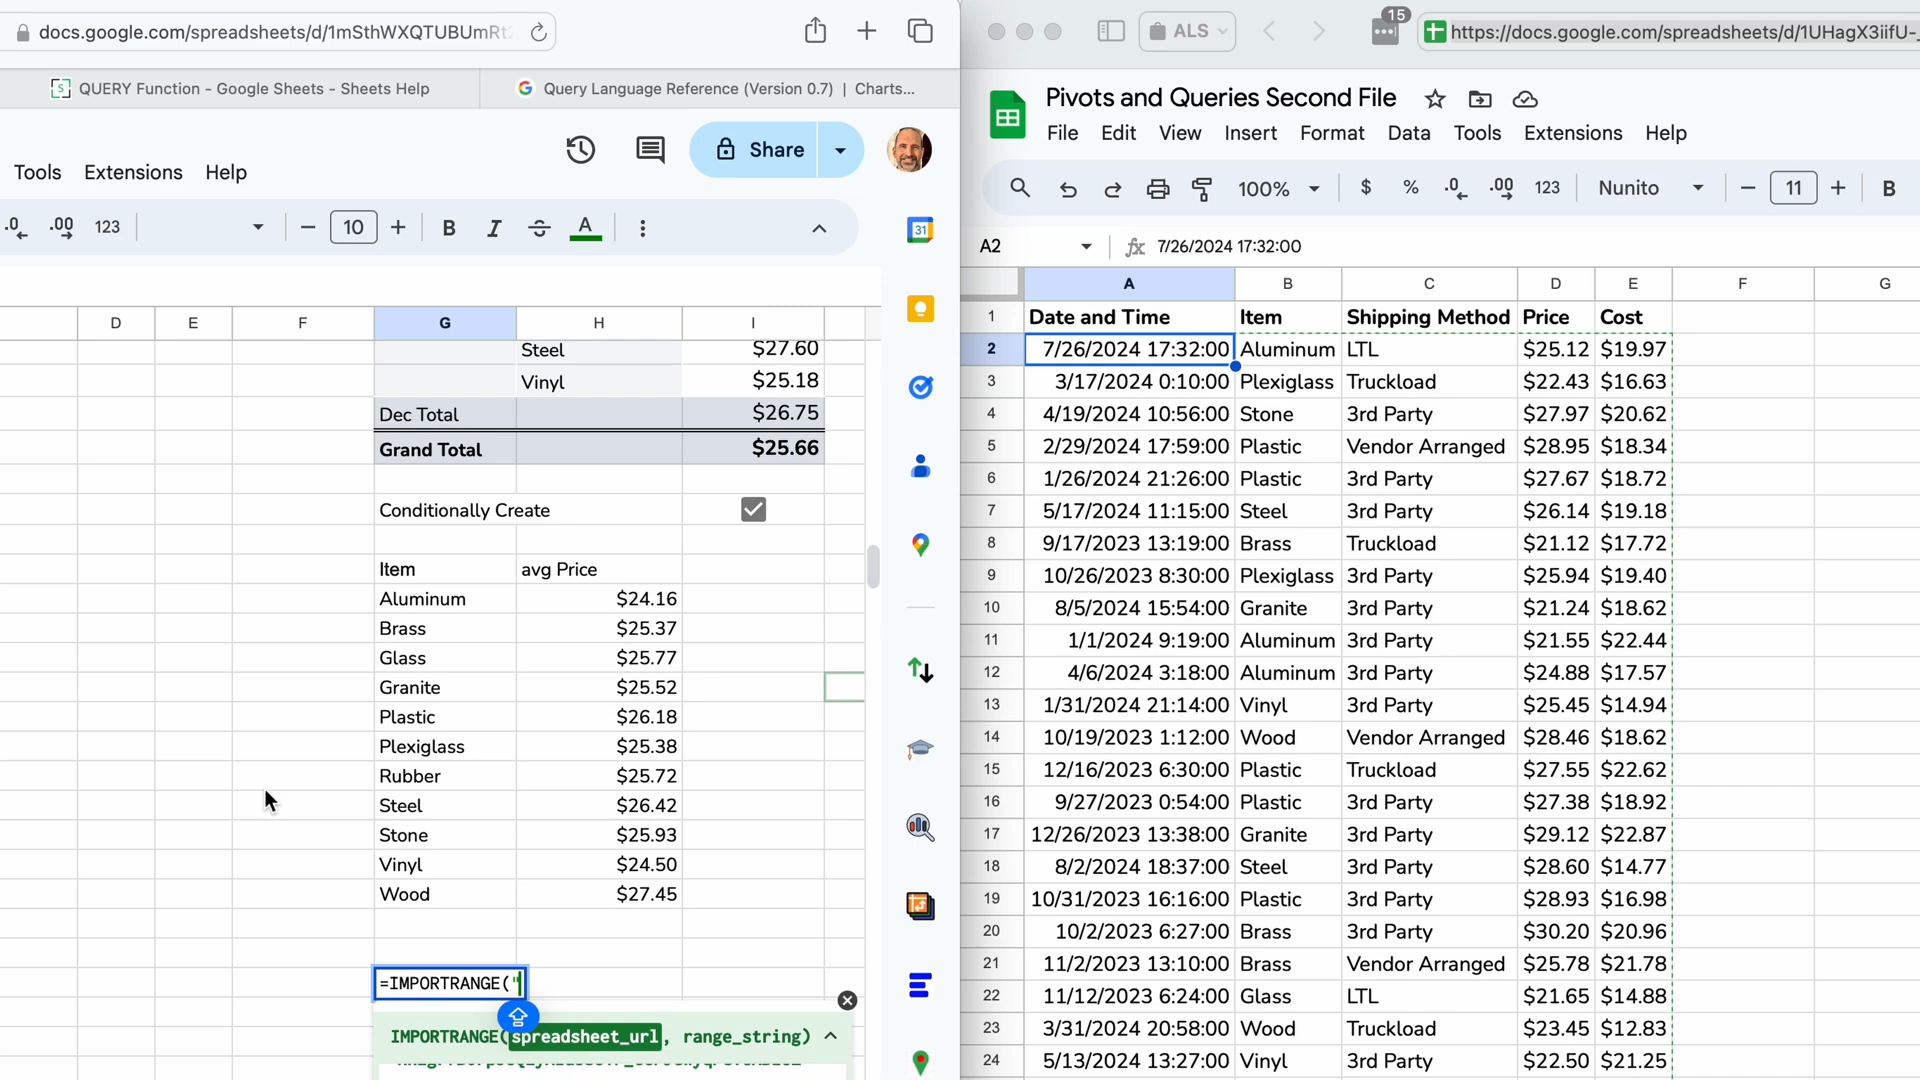 docs.google.com/spreadsheets/d/1mSthWXQTUBUmRt
QUERY Function - Google Sheets - Sheets Help
Query Language Reference (Version 0.7) | Charts...
Share
Tools Extensions Help
.0 .00 123 10 B I S A
31
D E F G H I
Steel $27.60
Vinyl $25.18
Dec Total $26.75
Grand Total $25.66
Conditionally Create
Item avg Price
Aluminum $24.16
Brass $25.37
Glass $25.77
Granite $25.52
Plastic $26.18
Plexiglass $25.38
Rubber $25.72
Steel $26.42
Stone $25.93
Vinyl $24.50
Wood $27.45
=IMPORTRANGE("
IMPORTRANGE(spreadsheet_url, range_string)
ALS
15
https://docs.google.com/spreadsheets/d/1UHagX3iifU-_
Pivots and Queries Second File
File Edit View Insert Format Data Tools Extensions Help
100% $ % .0 .00 123 Nunito 11 B
A2 fx 7/26/2024 17:32:00
A B C D E F G
1 Date and Time Item Shipping Method Price Cost
2 7/26/2024 17:32:00 Aluminum LTL $25.12 $19.97
3 3/17/2024 0:10:00 Plexiglass Truckload $22.43 $16.63
4 4/19/2024 10:56:00 Stone 3rd Party $27.97 $20.62
5 2/29/2024 17:59:00 Plastic Vendor Arranged $28.95 $18.34
6 1/26/2024 21:26:00 Plastic 3rd Party $27.67 $18.72
7 5/17/2024 11:15:00 Steel 3rd Party $26.14 $19.18
8 9/17/2023 13:19:00 Brass Truckload $21.12 $17.72
9 10/26/2023 8:30:00 Plexiglass 3rd Party $25.94 $19.40
10 8/5/2024 15:54:00 Granite 3rd Party $21.24 $18.62
11 1/1/2024 9:19:00 Aluminum 3rd Party $21.55 $22.44
12 4/6/2024 3:18:00 Aluminum 3rd Party $24.88 $17.57
13 1/31/2024 21:14:00 Vinyl 3rd Party $25.45 $14.94
14 10/19/2023 1:12:00 Wood Vendor Arranged $28.46 $18.62
15 12/16/2023 6:30:00 Plastic Truckload $27.55 $22.62
16 9/27/2023 0:54:00 Plastic 3rd Party $27.38 $18.92
17 12/26/2023 13:38:00 Granite 3rd Party $29.12 $22.87
18 8/2/2024 18:37:00 Steel 3rd Party $28.60 $14.77
19 10/31/2023 16:16:00 Plastic 3rd Party $28.93 $16.98
20 10/2/2023 6:27:00 Brass 3rd Party $30.20 $20.96
21 11/2/2023 13:10:00 Brass Vendor Arranged $25.78 $21.78
22 11/12/2023 6:24:00 Glass LTL $21.65 $14.88
23 3/31/2024 20:58:00 Wood Truckload $23.45 $12.83
24 5/13/2024 13:27:00 Vinyl 3rd Party $22.50 $21.25